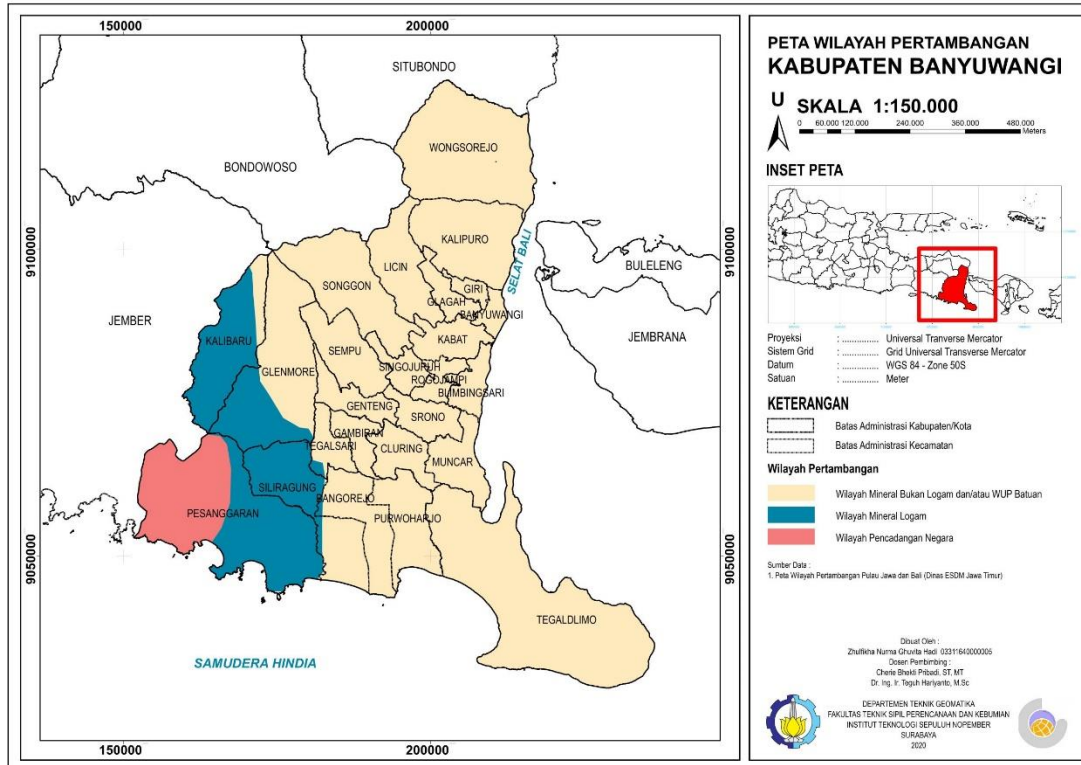 150000
200000
SITUBONDO
WONGSOREJO
BONDOWOSO
9100000
9100000
KALIPURO
SELAT BALI
LICIN
BULELENG
SONGGON
GIRI
GLAGAH
BANYUWANGI
JEMBER
JEMBRANA
KALIBARU
SEMPU
KABAT
GLENMORE
SINGOJURUH
ROGOJAMPI
BLIMBINGSARI
GENTENG
SRONO
GAMBIRAN
TEGALSARI
CLURING
MUNCAR
SILIRAGUNG
BANGOREJO
PESANGGARAN
PURWOHARJO
9050000
9050000
TEGALDLIMO
SAMUDERA HINDIA
150000
200000
PETA WILAYAH PERTAMBANGAN
KABUPATEN BANYUWANGI
U
SKALA 1:150.000
0 60.000 120.000 240.000 360.000 480.000
Meters
INSET PETA
Proyeksi : .............. Universal Tranverse Mercator
Sistem Grid : .............. Grid Universal Transverse Mercator
Datum : .............. WGS 84 - Zone 50S
Satuan : .............. Meter
KETERANGAN
Batas Administrasi Kabupaten/Kota
Batas Administrasi Kecamatan
Wilayah Pertambangan
Wilayah Mineral Bukan Logam dan/atau WUP Batuan
Wilayah Mineral Logam
Wilayah Pencadangan Negara
Sumber Data :
1. Peta Wilayah Pertambangan Pulau Jawa dan Bali (Dinas ESDM Jawa Timur)
Dibuat Oleh :
Zhulfikha Nurma Ghuvita Hadi 03311640000006
Dosen Pembimbing :
Cherie Bhekti Pribadi, ST, MT
Dr. Ing. Ir. Teguh Hariyanto, M.Sc
DEPARTEMEN TEKNIK GEOMATIKA
FAKULTAS TEKNIK SIPIL PERENCANAAN DAN KEBUMIAN
INSTITUT TEKNOLOGI SEPULUH NOPEMBER
SURABAYA
2020